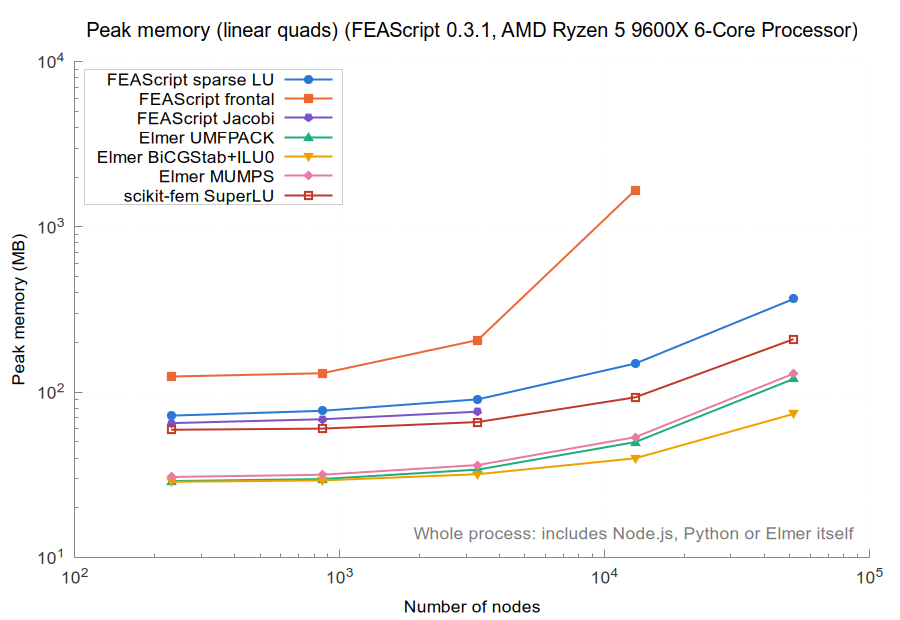 Peak memory (linear quads) (FEAScript 0.3.1, AMD Ryzen 5 9600X 6-Core Processor)
10⁴
FEAScript sparse LU
FEAScript frontal
FEAScript Jacobi
Elmer UMFPACK
Elmer BiCGStab+ILU0
Elmer MUMPS
scikit-fem SuperLU
10³
Peak memory (MB)
10²
Whole process: includes Node.js, Python or Elmer itself
10¹
10² 10³ 10⁴ 10⁵
Number of nodes